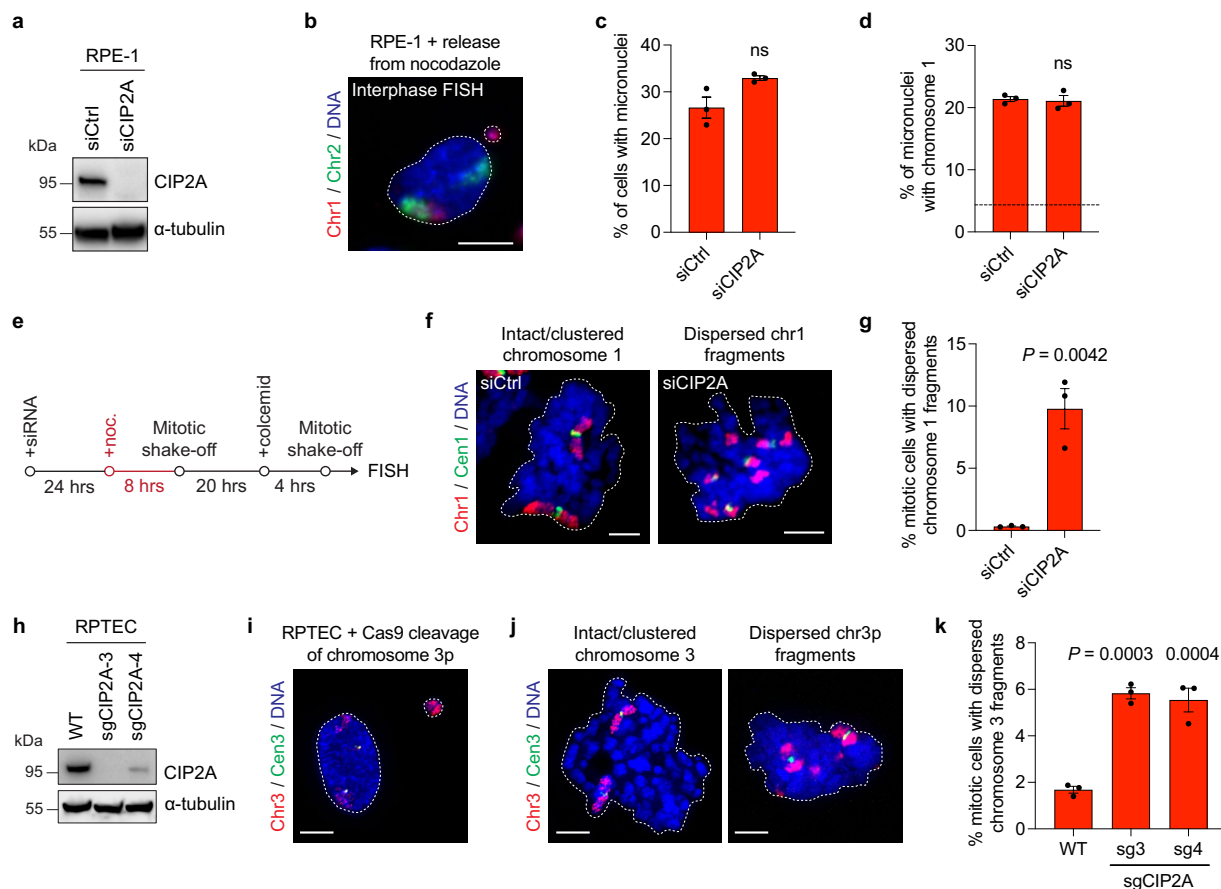 a
RPE-1
siCtrl
siCIP2A
kDa
95
CIP2A
55
α-tubulin
b
RPE-1 + release
from nocodazole
Interphase FISH
Chr1 / Chr2 / DNA
c
% of cells with micronuclei
40
30
20
10
0
ns
siCtrl
siCIP2A
d
% of micronuclei
with chromosome 1
30
20
10
0
ns
siCtrl
siCIP2A
e
+siRNA
+noc.
Mitotic
shake-off
+colcemid
Mitotic
shake-off
FISH
24 hrs
8 hrs
20 hrs
4 hrs
f
Intact/clustered
chromosome 1
Dispersed chr1
fragments
siCtrl
siCIP2A
Chr1 / Cen1 / DNA
g
% mitotic cells with dispersed
chromosome 1 fragments
15
10
5
0
P = 0.0042
siCtrl
siCIP2A
h
RPTEC
WT
sgCIP2A-3
sgCIP2A-4
kDa
95
CIP2A
55
α-tubulin
i
RPTEC + Cas9 cleavage
of chromosome 3p
Chr3 / Cen3 / DNA
j
Intact/clustered
chromosome 3
Dispersed chr3p
fragments
Chr3 / Cen3 / DNA
k
% mitotic cells with dispersed
chromosome 3 fragments
8
6
4
2
0
P = 0.0003 0.0004
WT
sg3
sg4
sgCIP2A